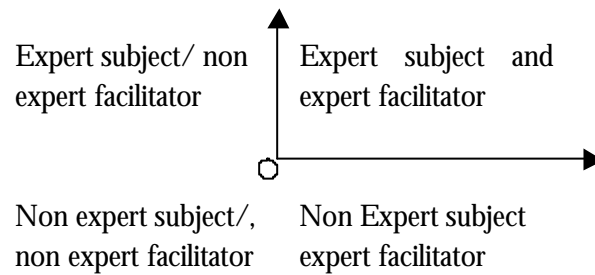 Expert subject/ non
expert facilitator
Expert subject and
expert facilitator
Non expert subject/,
non expert facilitator
Non Expert subject
expert facilitator